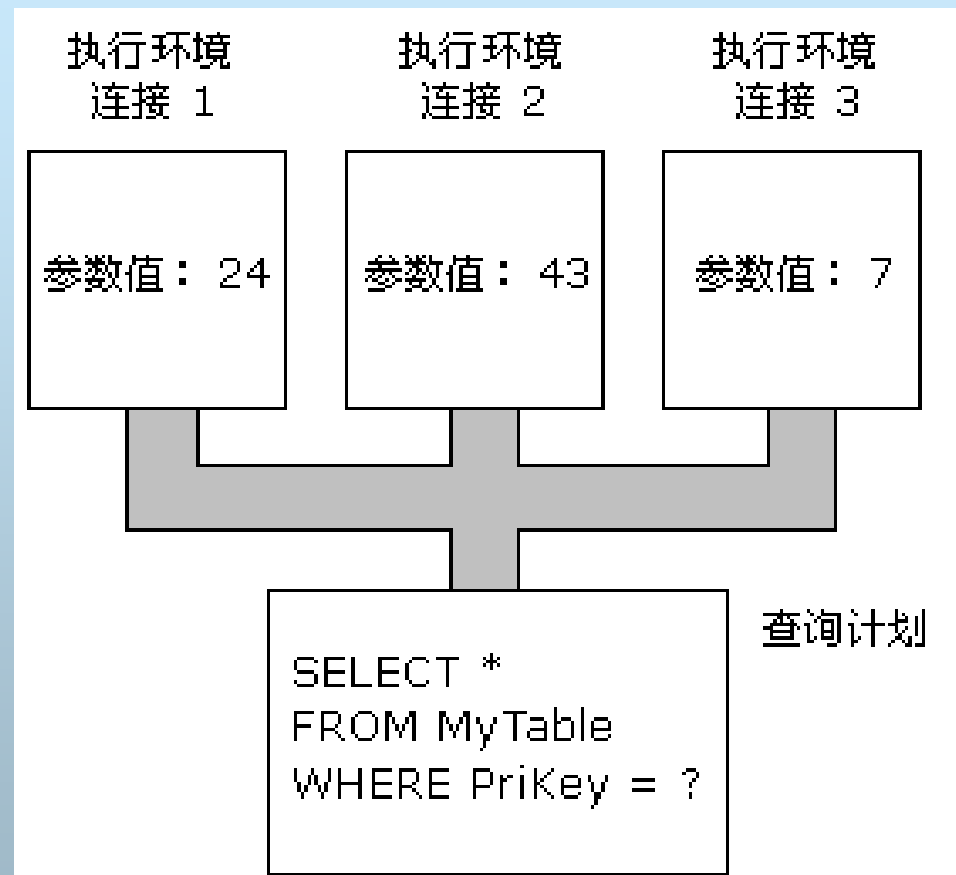 执行环境
连接 1
执行环境
连接 2
执行环境
连接 3
参数值： 24
参数值： 43
参数值： 7
查询计划
SELECT *
FROM MyTable
WHERE PriKey = ?